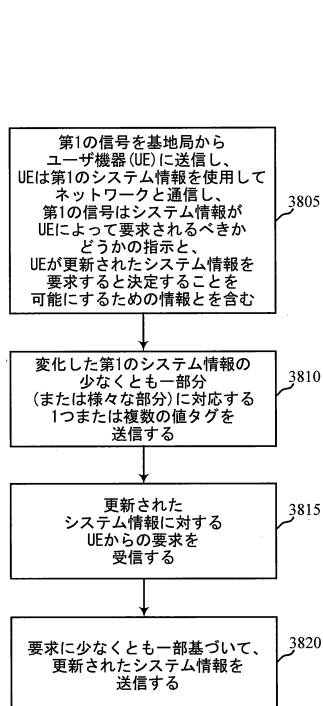 第1の信号を基地局から
ユーザ機器(UE)に送信し、
UEは第1のシステム情報を使用して
ネットワークと通信し、
第1の信号はシステム情報が
UEによって要求されるべきか
どうかの指示と、
UEが更新されたシステム情報を
要求すると決定することを
可能にするための情報とを含む
3805
変化した第1のシステム情報の
少なくとも一部分
(または様々な部分)に対応する
1つまたは複数の値タグを
送信する
3810
更新された
システム情報に対する
UEからの要求を
受信する
3815
要求に少なくとも一部基づいて、
更新されたシステム情報を
送信する
3820